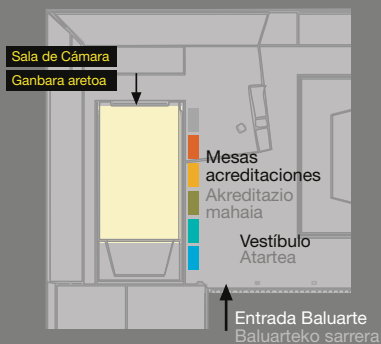 Sala de Cámara
Ganbara aretoa
Mesas
acreditaciones
Akreditazio
mahaia
Vestíbulo
Atartea
Entrada Baluarte
Baluarteko sarrera